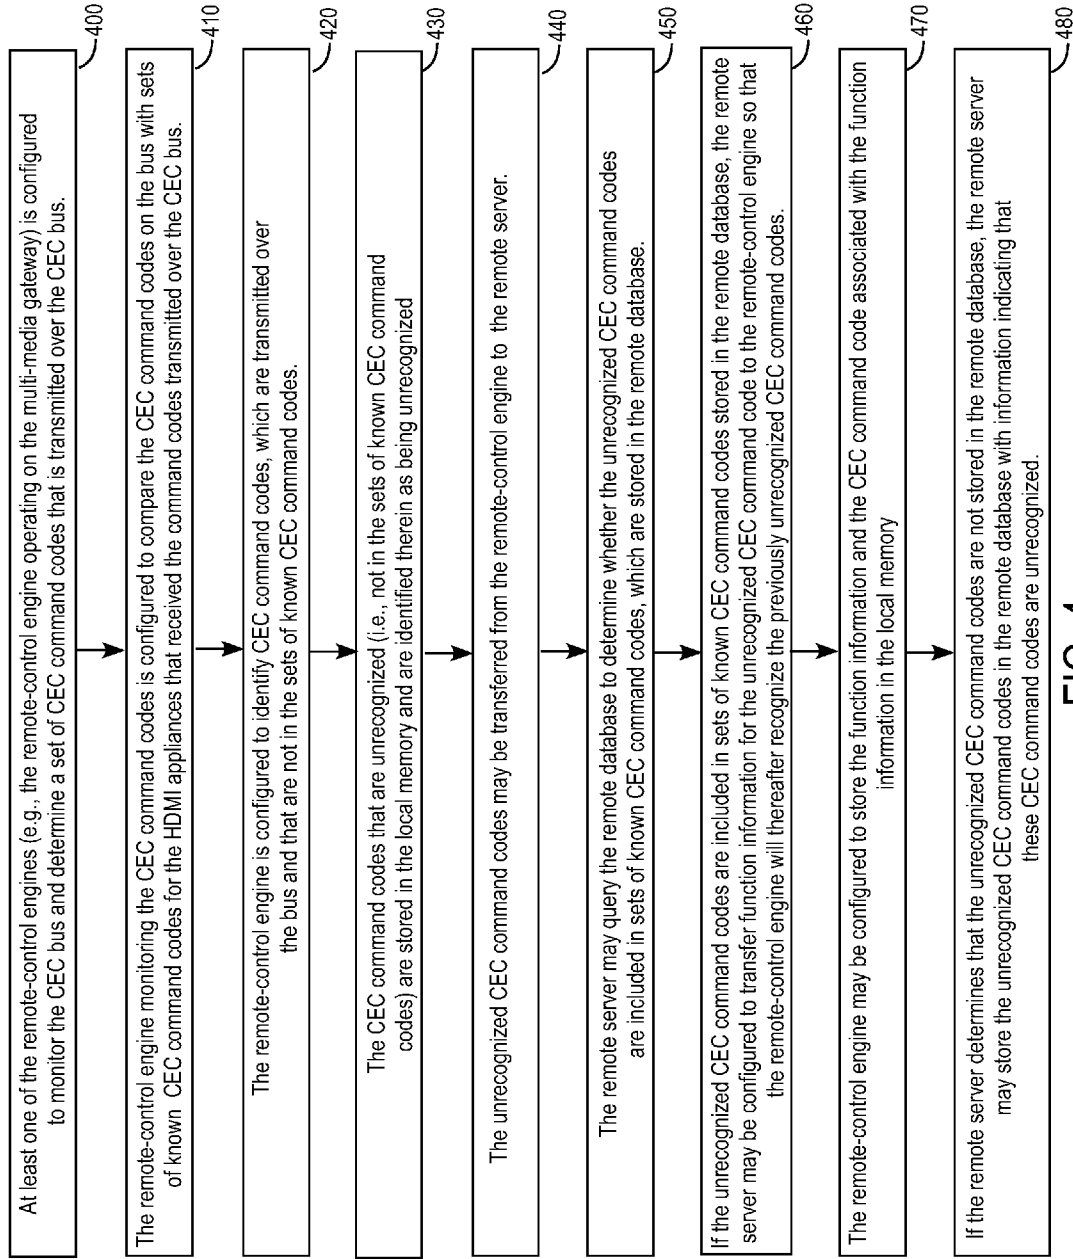 400
At least one of the remote-control engines (e.g., the remote-control engine operating on the multi-media gateway) is configured
to monitor the CEC bus and determine a set of CEC command codes that is transmitted over the CEC bus.
410
The remote-control engine monitoring the CEC command codes is configured to compare the CEC command codes on the bus with sets
of known CEC command codes for the HDMI appliances that received the command codes transmitted over the CEC bus.
420
The remote-control engine is configured to identify CEC command codes, which are transmitted over
the bus and that are not in the sets of known CEC command codes.
430
The CEC command codes that are unrecognized (i.e., not in the sets of known CEC command
codes) are stored in the local memory and are identified therein as being unrecognized
440
The unrecognized CEC command codes may be transferred from the remote-control engine to the remote server.
450
The remote server may query the remote database to determine whether the unrecognized CEC command codes
are included in sets of known CEC command codes, which are stored in the remote database.
460
If the unrecognized CEC command codes are included in sets of known CEC command codes stored in the remote database, the remote
server may be configured to transfer function information for the unrecognized CEC command code to the remote-control engine so that
the remote-control engine will thereafter recognize the previously unrecognized CEC command codes.
470
The remote-control engine may be configured to store the function information and the CEC command code associated with the function
information in the local memory
480
If the remote server determines that the unrecognized CEC command codes are not stored in the remote database, the remote server
may store the unrecognized CEC command codes in the remote database with information indicating that
these CEC command codes are unrecognized.